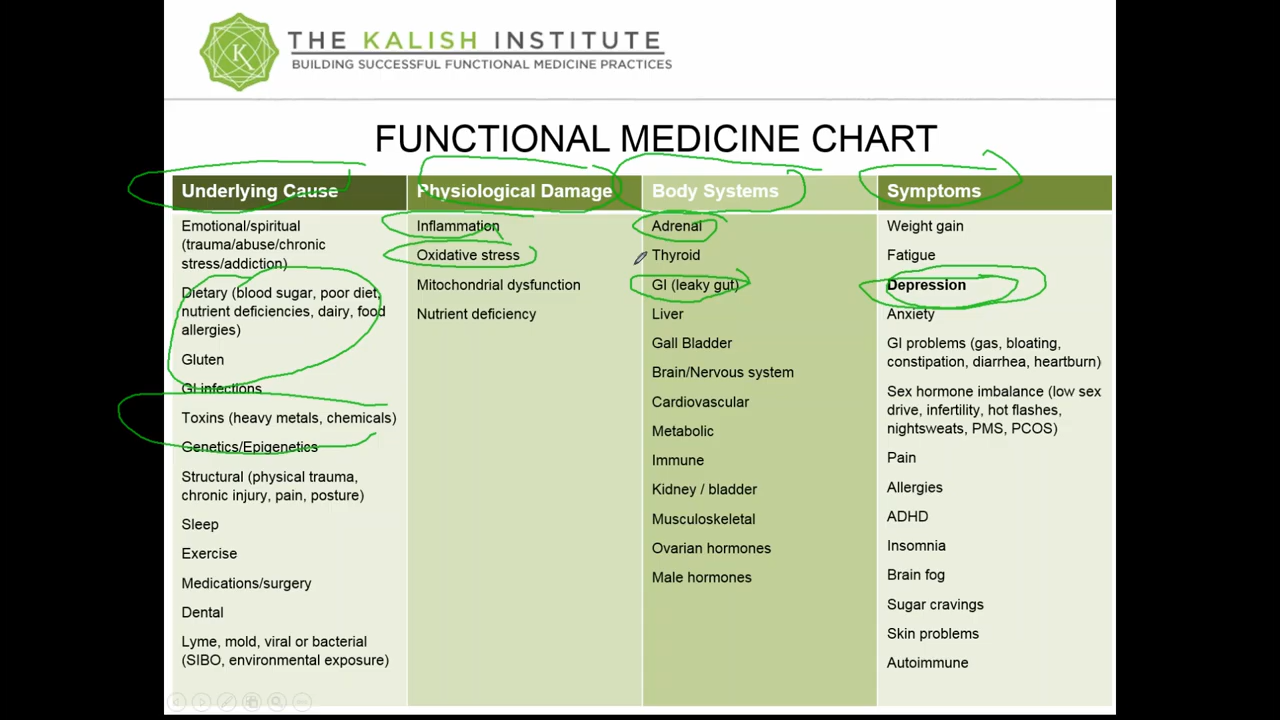 THE KALISH INSTITUTE
BUILDING SUCCESSFUL FUNCTIONAL MEDICINE PRACTICES
FUNCTIONAL MEDICINE CHART
Underlying Cause
Emotional/spiritual
(trauma/abuse/chronic
stress/addiction)
Dietary (blood sugar, poor diet,
nutrient deficiencies, dairy, food
allergies)
Gluten
GI infections
Toxins (heavy metals, chemicals)
Genetics/Epigenetics
Structural (physical trauma,
chronic injury, pain, posture)
Sleep
Exercise
Medications/surgery
Dental
Lyme, mold, viral or bacterial
(SIBO, environmental exposure)
Physiological Damage
Inflammation
Oxidative stress
Mitochondrial dysfunction
Nutrient deficiency
Body Systems
Adrenal
Thyroid
GI (leaky gut)
Liver
Gall Bladder
Brain/Nervous system
Cardiovascular
Metabolic
Immune
Kidney / bladder
Musculoskeletal
Ovarian hormones
Male hormones
Symptoms
Weight gain
Fatigue
Depression
Anxiety
GI problems (gas, bloating,
constipation, diarrhea, heartburn)
Sex hormone imbalance (low sex
drive, infertility, hot flashes,
nightsweats, PMS, PCOS)
Pain
Allergies
ADHD
Insomnia
Brain fog
Sugar cravings
Skin problems
Autoimmune